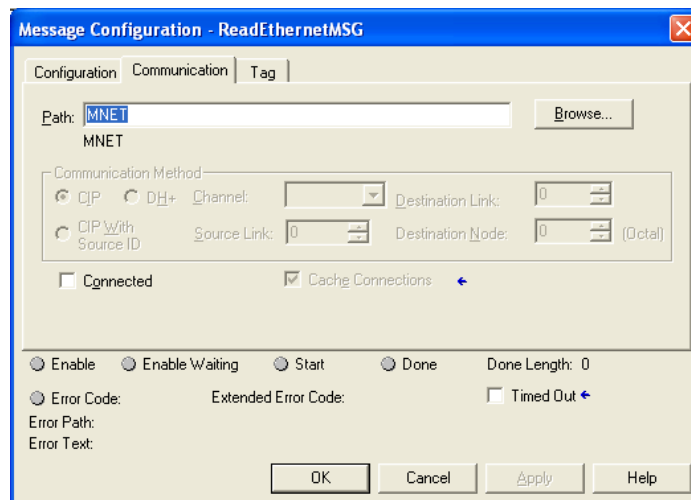 Message Configuration - ReadEthernetMSG
Configuration Communication Tag
Path: MNET Browse...
MNET
Communication Method
CIP DH+ Channel: Destination Link: 0
CIP With Source ID Source Link: 0 Destination Node: 0 (Octal)
Connected Cache Connections
Enable Enable Waiting Start Done Done Length: 0
Error Code: Extended Error Code: Timed Out
Error Path:
Error Text:
OK Cancel Apply Help